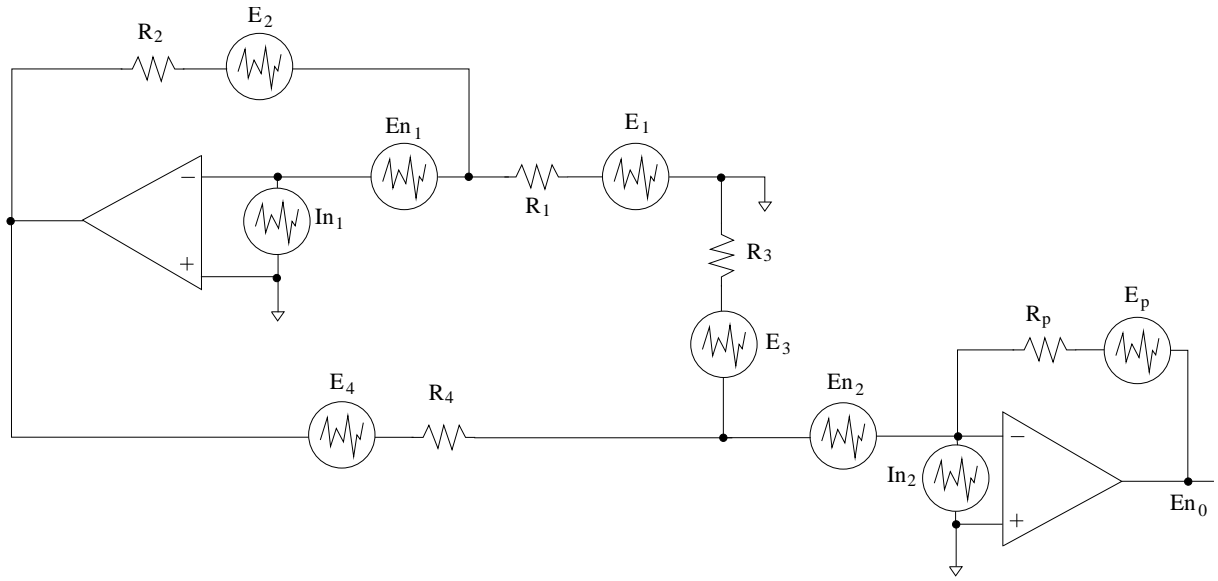 E2
R2
En1
E1
−
In1
R1
+
R3
E3
Ep
Rp
E4
R4
En2
−
In2
+
En0